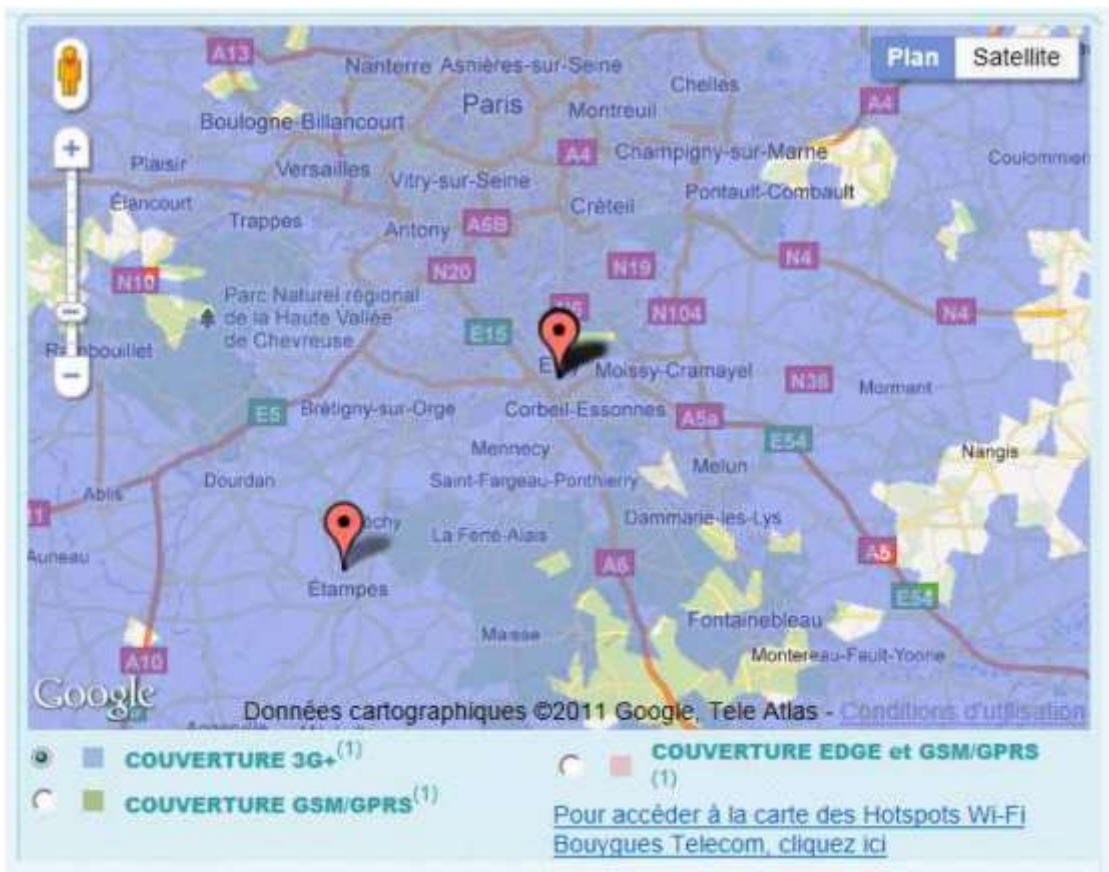 A13
Nanterre Asnières-sur-Seine
Plan
Satellite
Chelles
Paris
Montreuil
A4
Boulogne-Billancourt
A4
Champigny-sur-Marne
Plaisir
Versailles
Vitry-sur-Seine
Élancourt
Pontault-Combault
Créteil
Trappes
Antony
A6B
N10
N20
N19
N4
Parc Naturel régional
de la Haute Vallée
de Chevreuse
E15
N6
N104
N4
Moissy-Cramayel
N36
Mormant
E5
Brétigny-sur-Orge
Corbeil-Essonnes
A5a
E54
Mennecy
Nangis
Melun
Ablis
Dourdan
Saint-Fargeau-Ponthierry
Dammarie-les-Lys
La Ferté-Alais
Auneau
A6
A5
Étampes
E54
Fontainebleau
Maisse
Montereau-Fault-Yonne
A10
Google
Données cartographiques ©2011 Google, Tele Atlas - Conditions d'utilisation
COUVERTURE 3G+(1)
COUVERTURE GSM/GPRS(1)
COUVERTURE EDGE et GSM/GPRS
(1)
Pour accéder à la carte des Hotspots Wi-Fi
Bouygues Telecom, cliquez ici